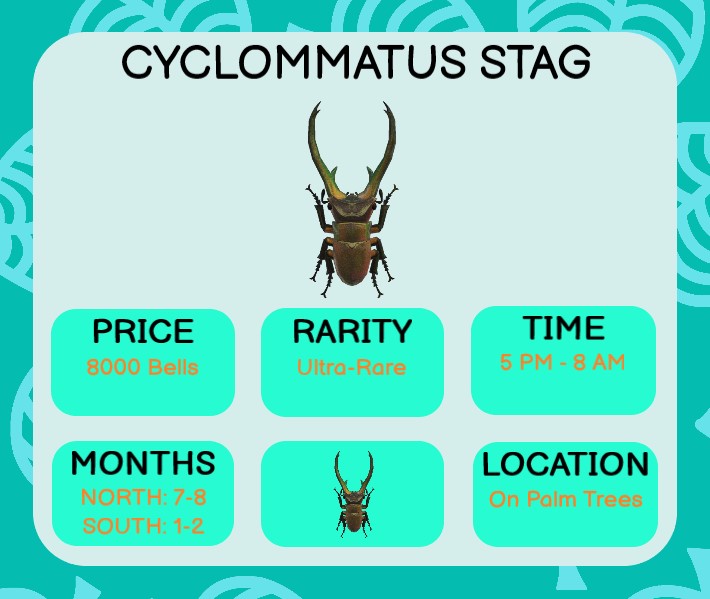 CYCLOMMATUS STAG
PRICE
8000 Bells
RARITY
Ultra-Rare
TIME
5 PM - 8 AM
MONTHS
NORTH: 7-8
SOUTH: 1-2
LOCATION
On Palm Trees